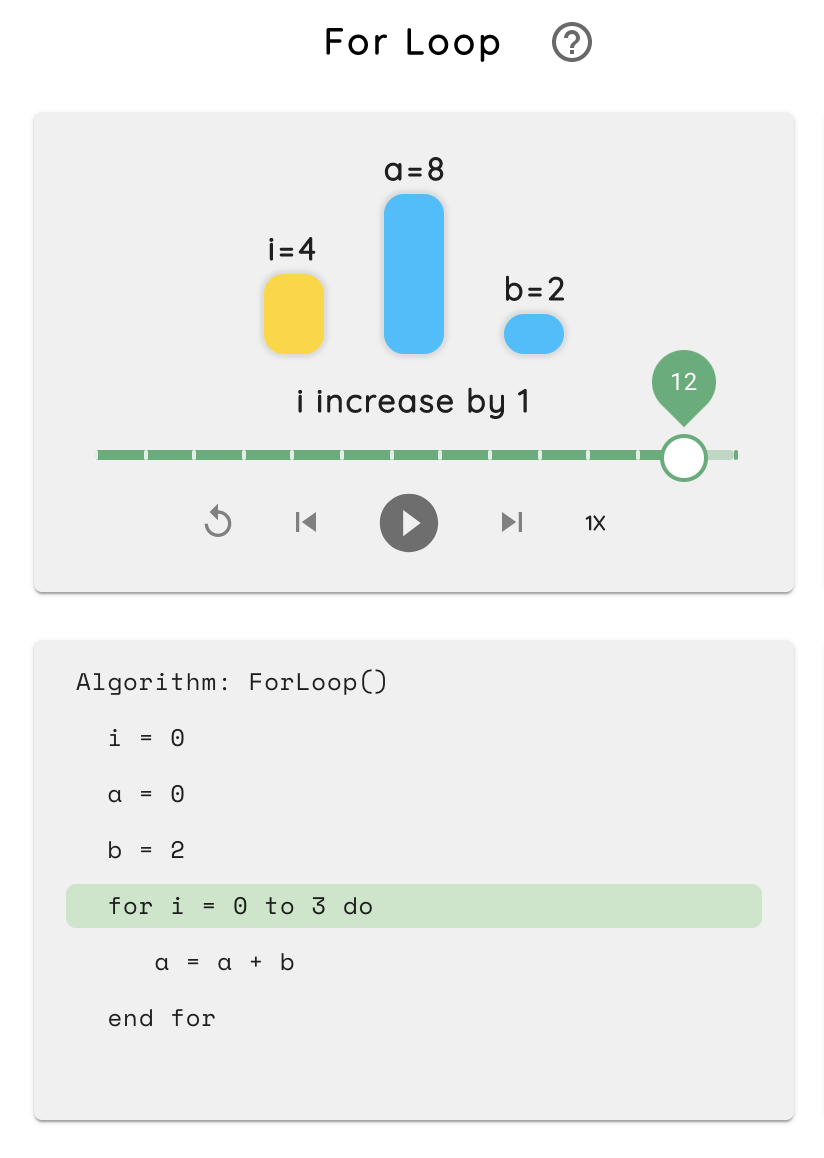 For Loop ?
a=8
i=4
b=2
i increase by 1
12
1X
Algorithm: ForLoop()
i = 0
a = 0
b = 2
for i = 0 to 3 do
a = a + b
end for